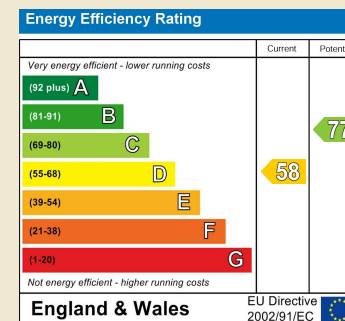 Energy Efficiency Rating
Current
Very energy efficient - lower running costs
(92 plus) A
(81-91) B
77
(69-80) C
(55-68) D
58
(39-54) E
(21-38) F
(1-20) G
Not energy efficient - higher running costs
England & Wales
EU Directive
2002/91/EC